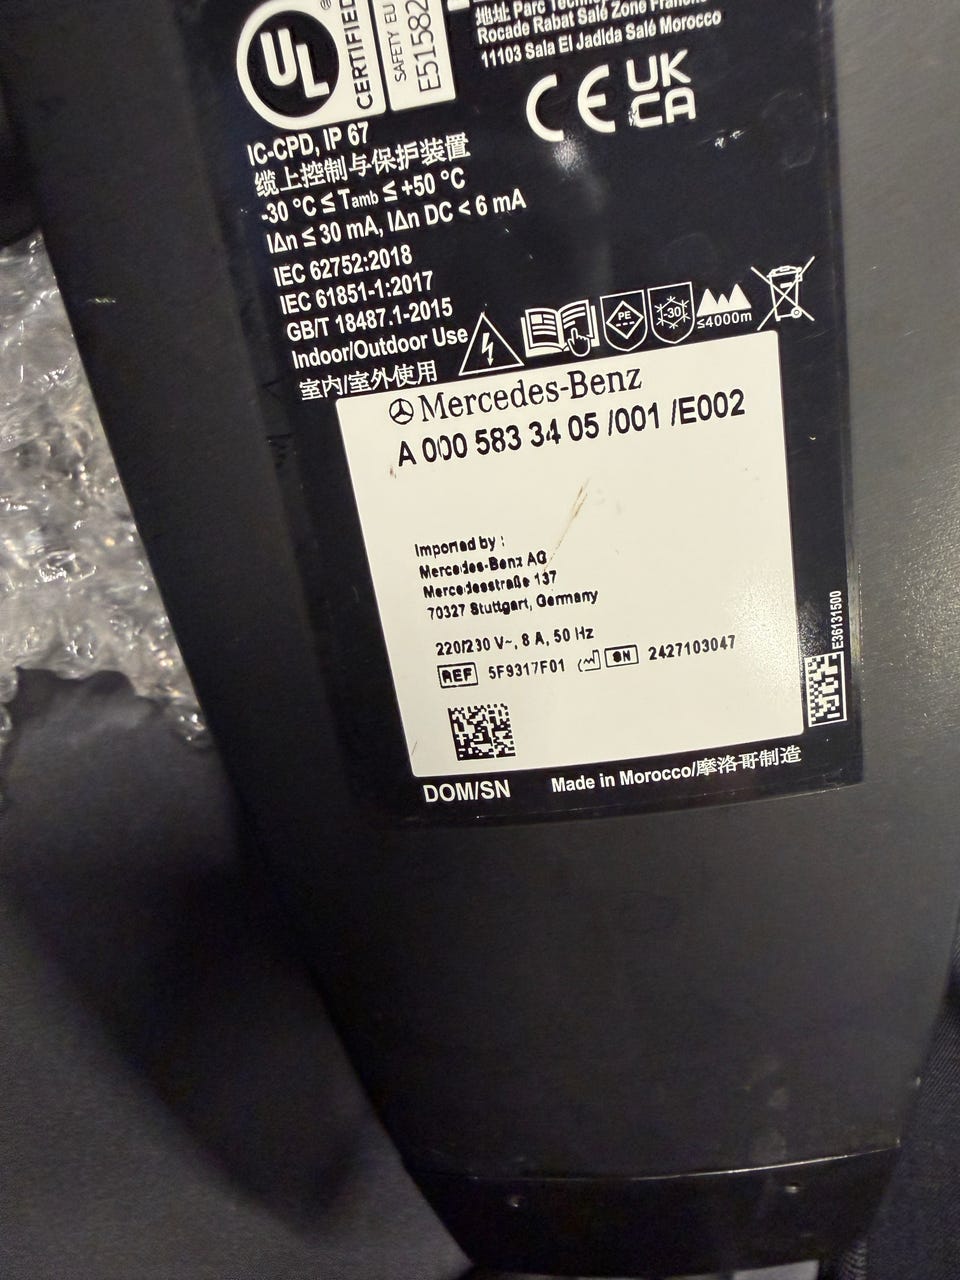 UL
®
CERTIFIED
SAFETY EU
E51582
地址 Parc Techno
Rocade Rabat Salé Zone Franche
11103 Sala El Jadida Salé Morocco
CE UK
CA
IC-CPD, IP 67
缆上控制与保护装置
-30 °C ≤ Tamb ≤ +50 °C
IΔn ≤ 30 mA, IΔn DC < 6 mA
IEC 62752:2018
IEC 61851-1:2017
GB/T 18487.1-2015
Indoor/Outdoor Use
室内/室外使用
PE
-30
≤4000m
Mercedes-Benz
A 000 583 34 05 /001 /E002
Imported by :
Mercedes-Benz AG
Mercedesstraße 137
70327 Stuttgart, Germany
220/230 V~, 8 A, 50 Hz
REF 5F9317F01 SN 2427103047
E36131500
DOM/SN Made in Morocco/摩洛哥制造